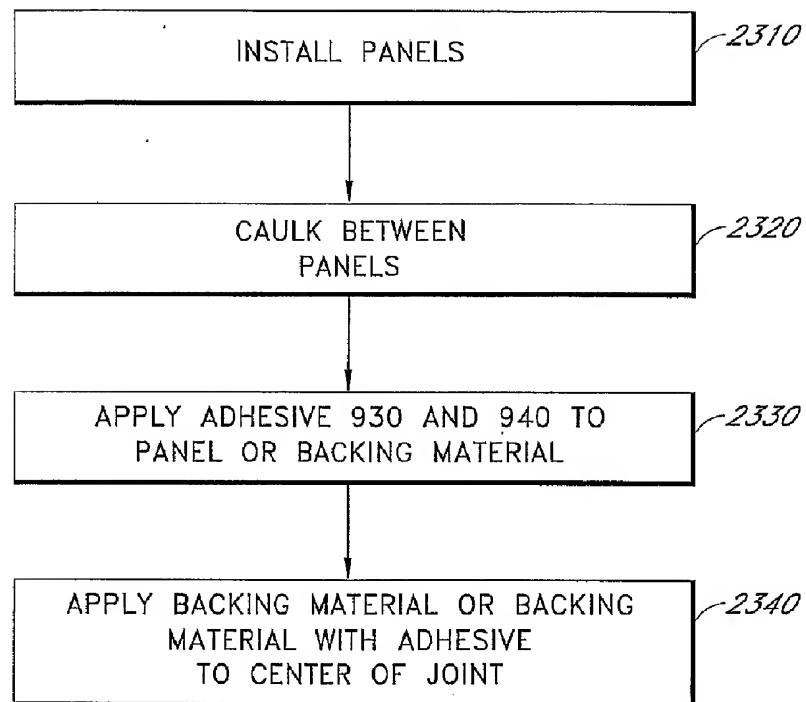 INSTALL PANELS
2310
CAULK BETWEEN
PANELS
2320
APPLY ADHESIVE 930 AND 940 TO
PANEL OR BACKING MATERIAL
2330
APPLY BACKING MATERIAL OR BACKING
MATERIAL WITH ADHESIVE
TO CENTER OF JOINT
2340